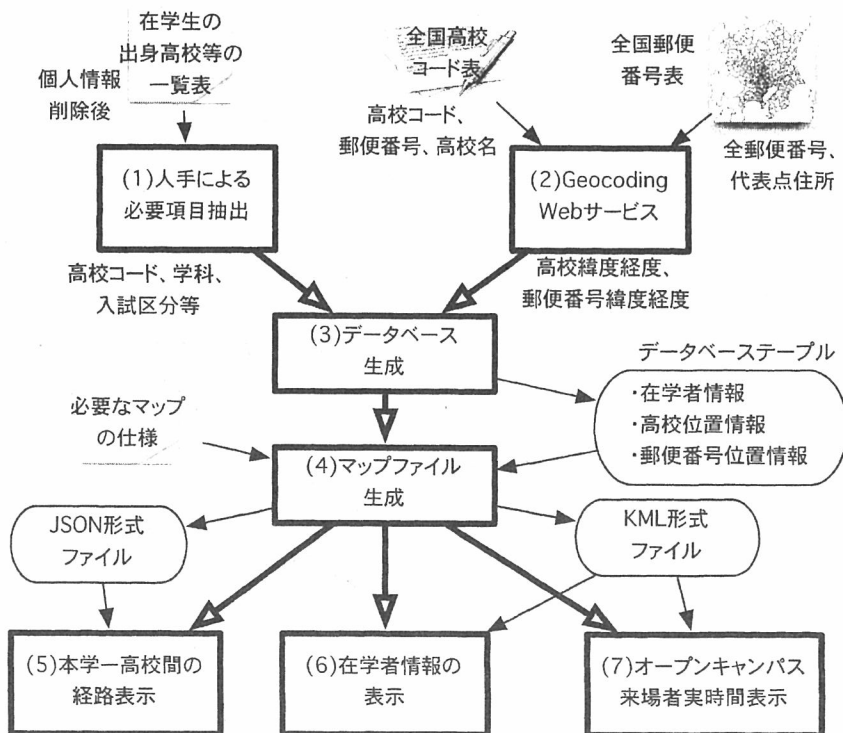 在学生の
出身高校等の
一覧表
個人情報
削除後
全国高校
コード表
全国郵便
番号表
高校コード、
郵便番号、高校名
全郵便番号、
代表点住所
(1)人手による
必要項目抽出
(2)Geocoding
Webサービス
高校コード、学科、
入試区分等
高校緯度経度、
郵便番号緯度経度
(3)データベース
生成
データベーステーブル
・在学者情報
・高校位置情報
・郵便番号位置情報
必要なマップ
の仕様
(4)マップファイル
生成
JSON形式
ファイル
KML形式
ファイル
(5)本学ー高校間の
経路表示
(6)在学者情報の
表示
(7)オープンキャンパス
来場者実時間表示